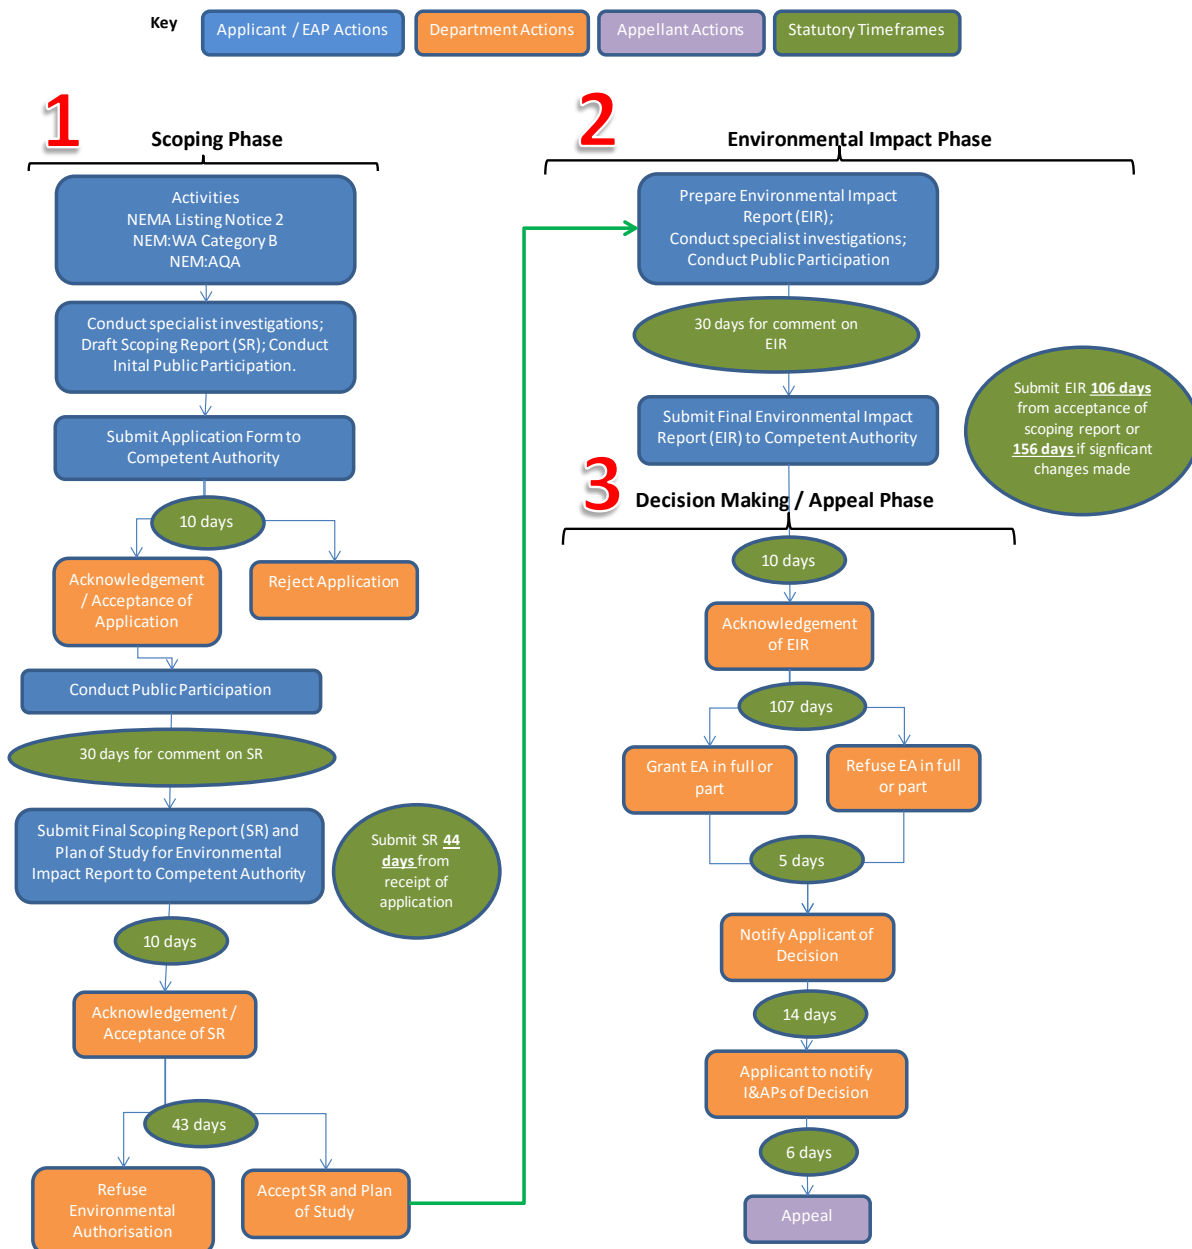 Key
Applicant / EAP Actions
Department Actions
Appellant Actions
Statutory Timeframes
1
Scoping Phase
Activities
NEMA Listing Notice 2
NEM:WA Category B
NEM:AQA
Conduct specialist investigations;
Draft Scoping Report (SR); Conduct
Inital Public Participation.
Submit Application Form to
Competent Authority
10 days
Acknowledgement
/ Acceptance of
Application
Reject Application
Conduct Public Participation
30 days for comment on SR
Submit Final Scoping Report (SR) and
Plan of Study for Environmental
Impact Report to Competent Authority
Submit SR 44
days from
receipt of
application
10 days
Acknowledgement /
Acceptance of SR
43 days
Refuse
Environmental
Authorisation
Accept SR and Plan
of Study
2
Environmental Impact Phase
Prepare Environmental Impact
Report (EIR);
Conduct specialist investigations;
Conduct Public Participation
30 days for comment on
EIR
Submit Final Environmental Impact
Report (EIR) to Competent Authority
Submit EIR 106 days
from acceptance of
scoping report or
156 days if signficant
changes made
3
Decision Making / Appeal Phase
10 days
Acknowledgement
of EIR
107 days
Grant EA in full or
part
Refuse EA in full
or part
5 days
Notify Applicant of
Decision
14 days
Applicant to notify
I&APs of Decision
6 days
Appeal